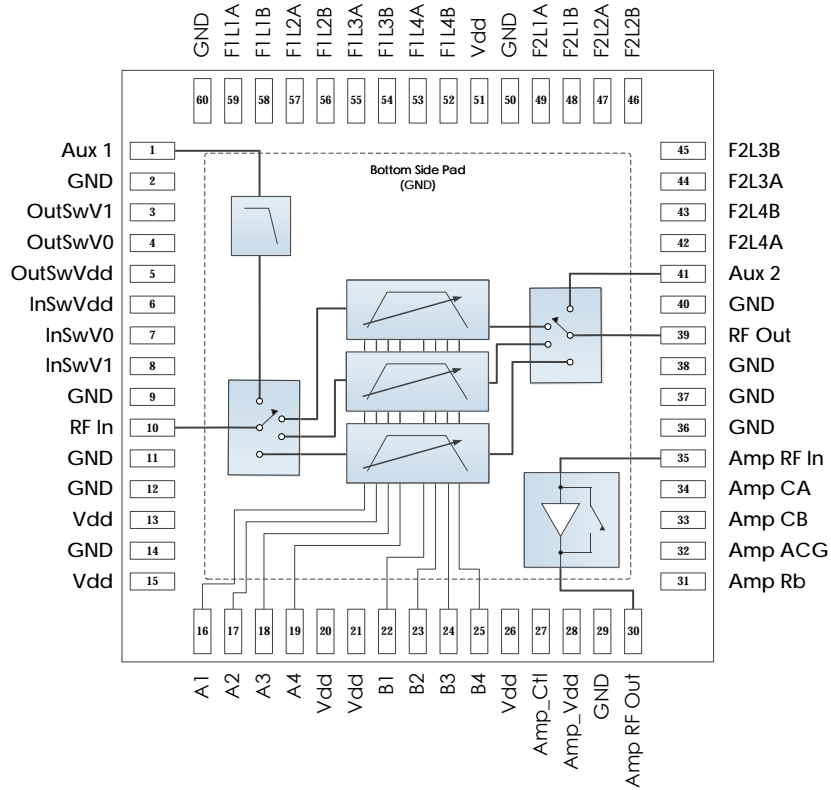 GND
F1L1A
F1L1B
F1L2A
F1L2B
F1L3A
F1L3B
F1L4A
F1L4B
Vdd
GND
F2L1A
F2L1B
F2L2A
F2L2B
60 59 58 57 56 55 54 53 52 51 50 49 48 47 46
Aux 1 1
GND 2
OutSwV1 3
OutSwV0 4
OutSwVdd 5
InSwVdd 6
InSwV0 7
InSwV1 8
GND 9
RF In 10
GND 11
GND 12
Vdd 13
GND 14
Vdd 15
Bottom Side Pad
(GND)
45 F2L3B
44 F2L3A
43 F2L4B
42 F2L4A
41 Aux 2
40 GND
39 RF Out
38 GND
37 GND
36 GND
35 Amp RF In
34 Amp CA
33 Amp CB
32 Amp ACG
31 Amp Rb
16 17 18 19 20 21 22 23 24 25 26 27 28 29 30
A1
A2
A3
A4
Vdd
Vdd
B1
B2
B3
B4
Vdd
Amp_Ctl
Amp_Vdd
GND
Amp RF Out